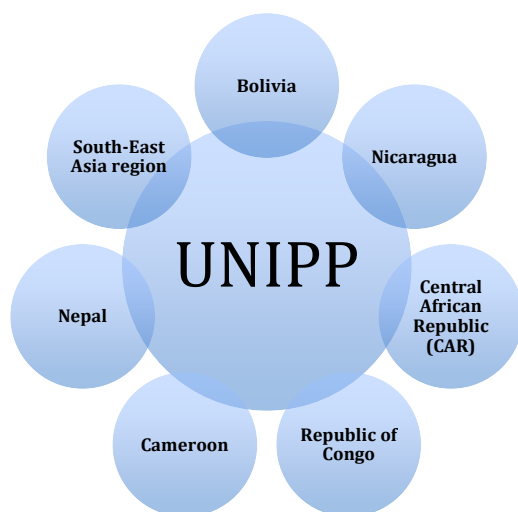 Bolivia
Nicaragua
Central
African
Republic
(CAR)
Republic of
Congo
Cameroon
Nepal
South-East
Asia region
UNIPP